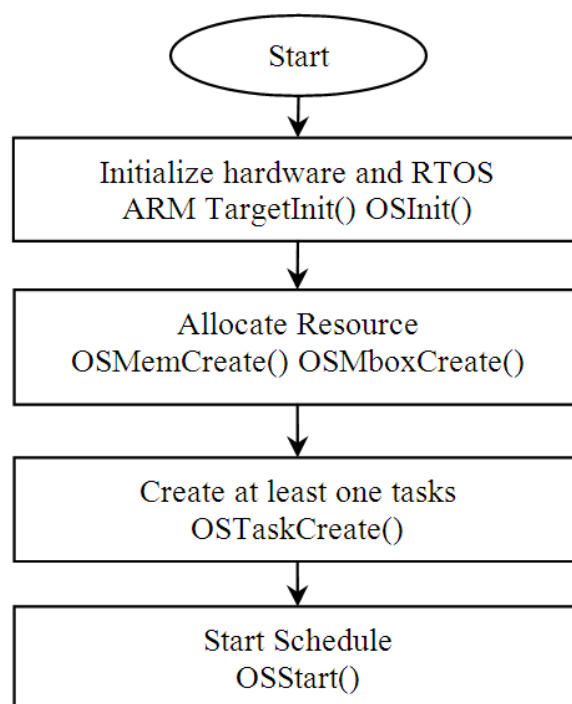 Start
Initialize hardware and RTOS
ARM TargetInit() OSInit()
Allocate Resource
OSMemCreate() OSMboxCreate()
Create at least one tasks
OSTaskCreate()
Start Schedule
OSStart()